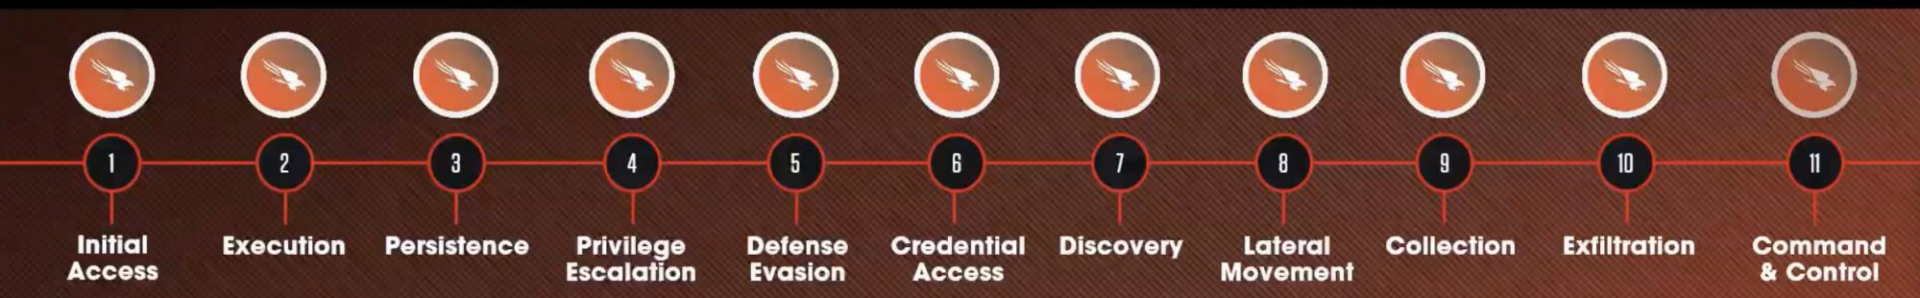 1 2 3 4 5 6 7 8 9 10 11
Initial Access
Execution
Persistence
Privilege Escalation
Defense Evasion
Credential Access
Discovery
Lateral Movement
Collection
Exfiltration
Command & Control